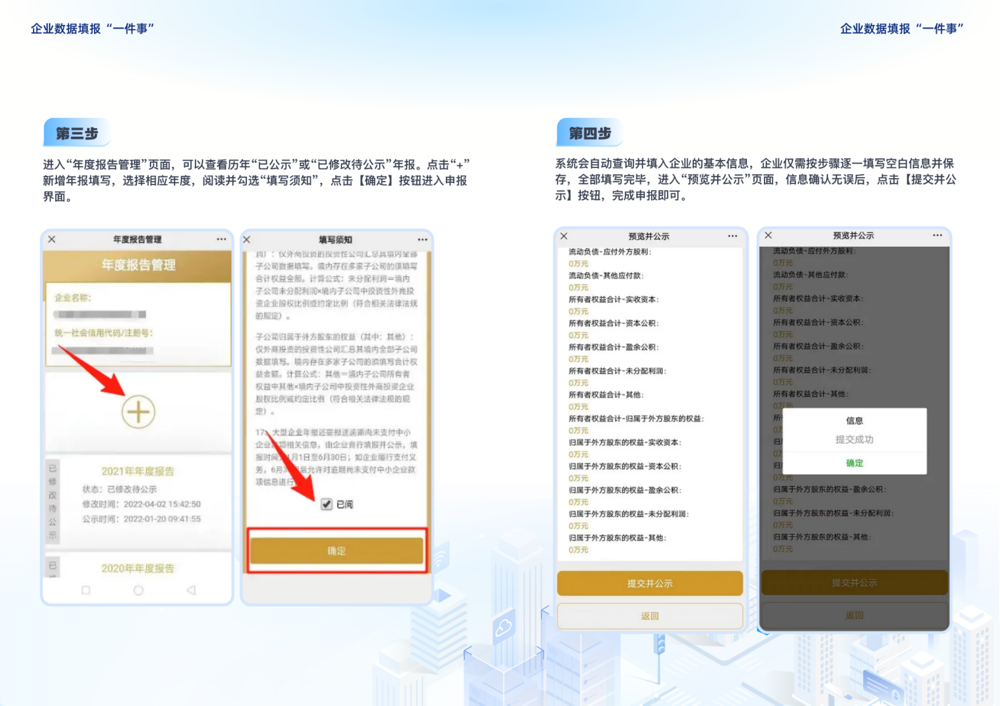 企业数据填报“一件事”
企业数据填报“一件事”
第三步
进入“年度报告管理”页面，可以查看历年“已公示”或“已修改待公示”年报。点击“+”
新增年报填写，选择相应年度，阅读并勾选“填写须知”，点击【确定】按钮进入申报
界面。
年度报告管理
年度报告管理
企业名称：
统一社会信用代码/注册号：
已修改待公示
2021年年度报告
状态：已修改待公示
修改时间：2022-04-02 15:42:50
公示时间：2022-01-20 09:41:55
已
2020年年度报告
填写须知
润）：仅外商投资的投资性公司汇总其境内全部
子公司数据填写。境内存在多家子公司的须填写
合计权益金额。计算公式：未分配利润＝境内
子公司未分配利润×境内子公司中投资性外商投
资企业股权比例或约定比例（符合相关法律法规
的规定）。
子公司归属于外方股东的权益（其中：其他）：
仅外商投资的投资性公司汇总其境内全部子公司
数据填写。境内存在多家子公司的须填写合计权
益金额。计算公式：其他＝境内子公司所有者
权益中其他×境内子公司中投资性外商投资企业
股权比例或约定比例（符合相关法律法规的规
定）。
17、大型企业年报还需报送逾期尚未支付中小
企业款项相关信息，由企业自行填报并公示，填
报时间 1月1日至6月30日；如企业履行支付义
务，6月3 后允许对逾期尚未支付中小企业款
项信息进行
已阅
确定
第四步
系统会自动查询并填入企业的基本信息，企业仅需按步骤逐一填写空白信息并保
存，全部填写完毕，进入“预览并公示”页面，信息确认无误后，点击【提交并公
示】按钮，完成申报即可。
预览并公示
流动负债-应付外方股利：
0万元
流动负债-其他应付款：
0万元
所有者权益合计-实收资本：
0万元
所有者权益合计-资本公积：
0万元
所有者权益合计-盈余公积：
0万元
所有者权益合计-未分配利润：
0万元
所有者权益合计-其他：
0万元
所有者权益合计-归属于外方股东的权益：
0万元
归属于外方股东的权益-实收资本：
0万元
归属于外方股东的权益-资本公积：
0万元
归属于外方股东的权益-盈余公积：
0万元
归属于外方股东的权益-未分配利润：
0万元
归属于外方股东的权益-其他：
0万元
提交并公示
返回
预览并公示
流动负债-应付外方股利：
0万元
流动负债-其他应付款：
0万元
所有者权益合计-实收资本：
0万元
所有者权益合计-资本公积：
0万元
所有者权益合计-盈余公积：
0万元
所有者权益合计-未分配利润：
0万元
所有者权益合计-其他：
0万元
信息
提交成功
确定
0万元
归属于外方股东的权益-盈余公积：
0万元
归属于外方股东的权益-未分配利润：
0万元
归属于外方股东的权益-其他：
0万元
提交并公示
返回